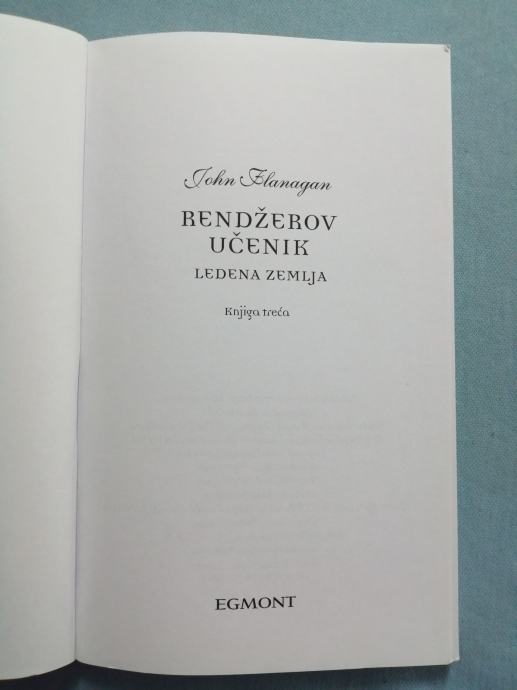 John Flanagan
RENDŽEROV
UČENIK
LEDENA ZEMLJA
Knjiga treća
EGMONT